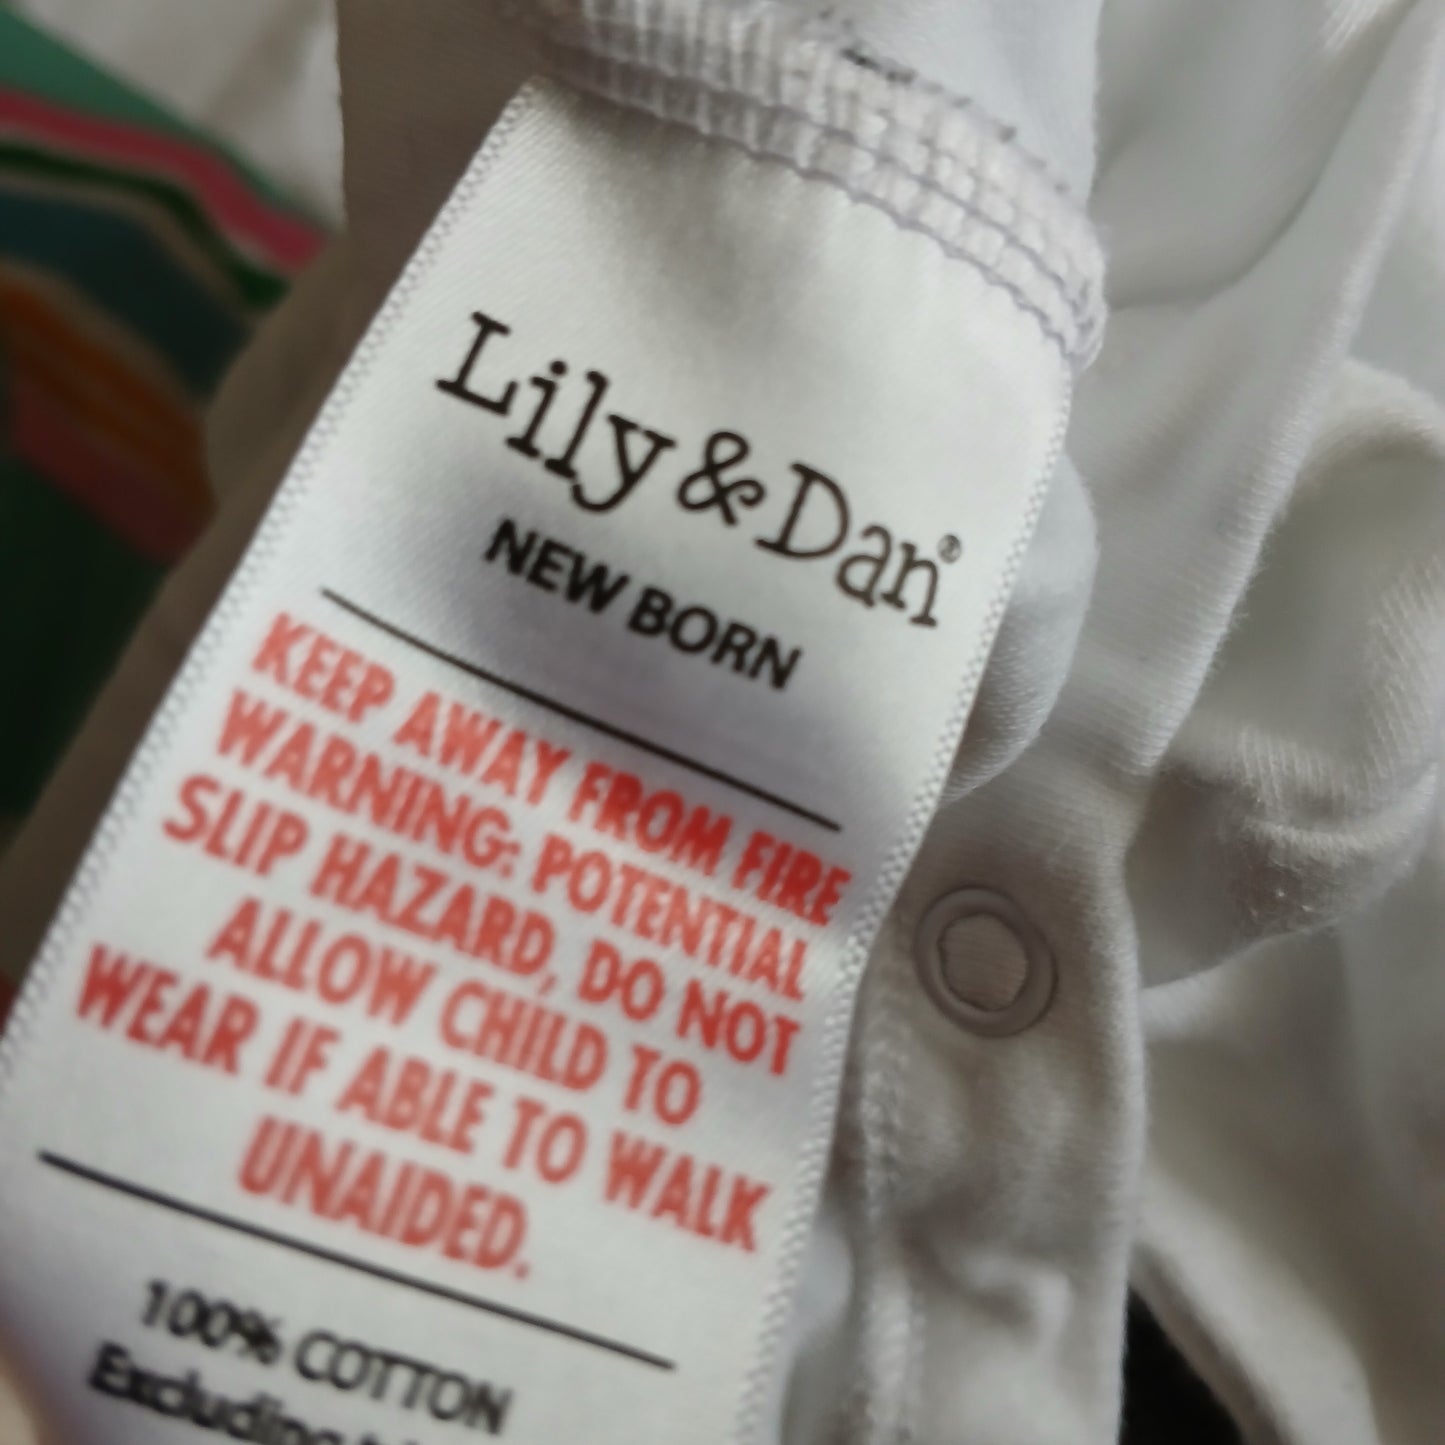 Lily & Dan®
NEW BORN
KEEP AWAY FROM FIRE
WARNING: POTENTIAL
SLIP HAZARD, DO NOT
ALLOW CHILD TO
WEAR IF ABLE TO WALK
UNAIDED.
100% COTTON
Excluding